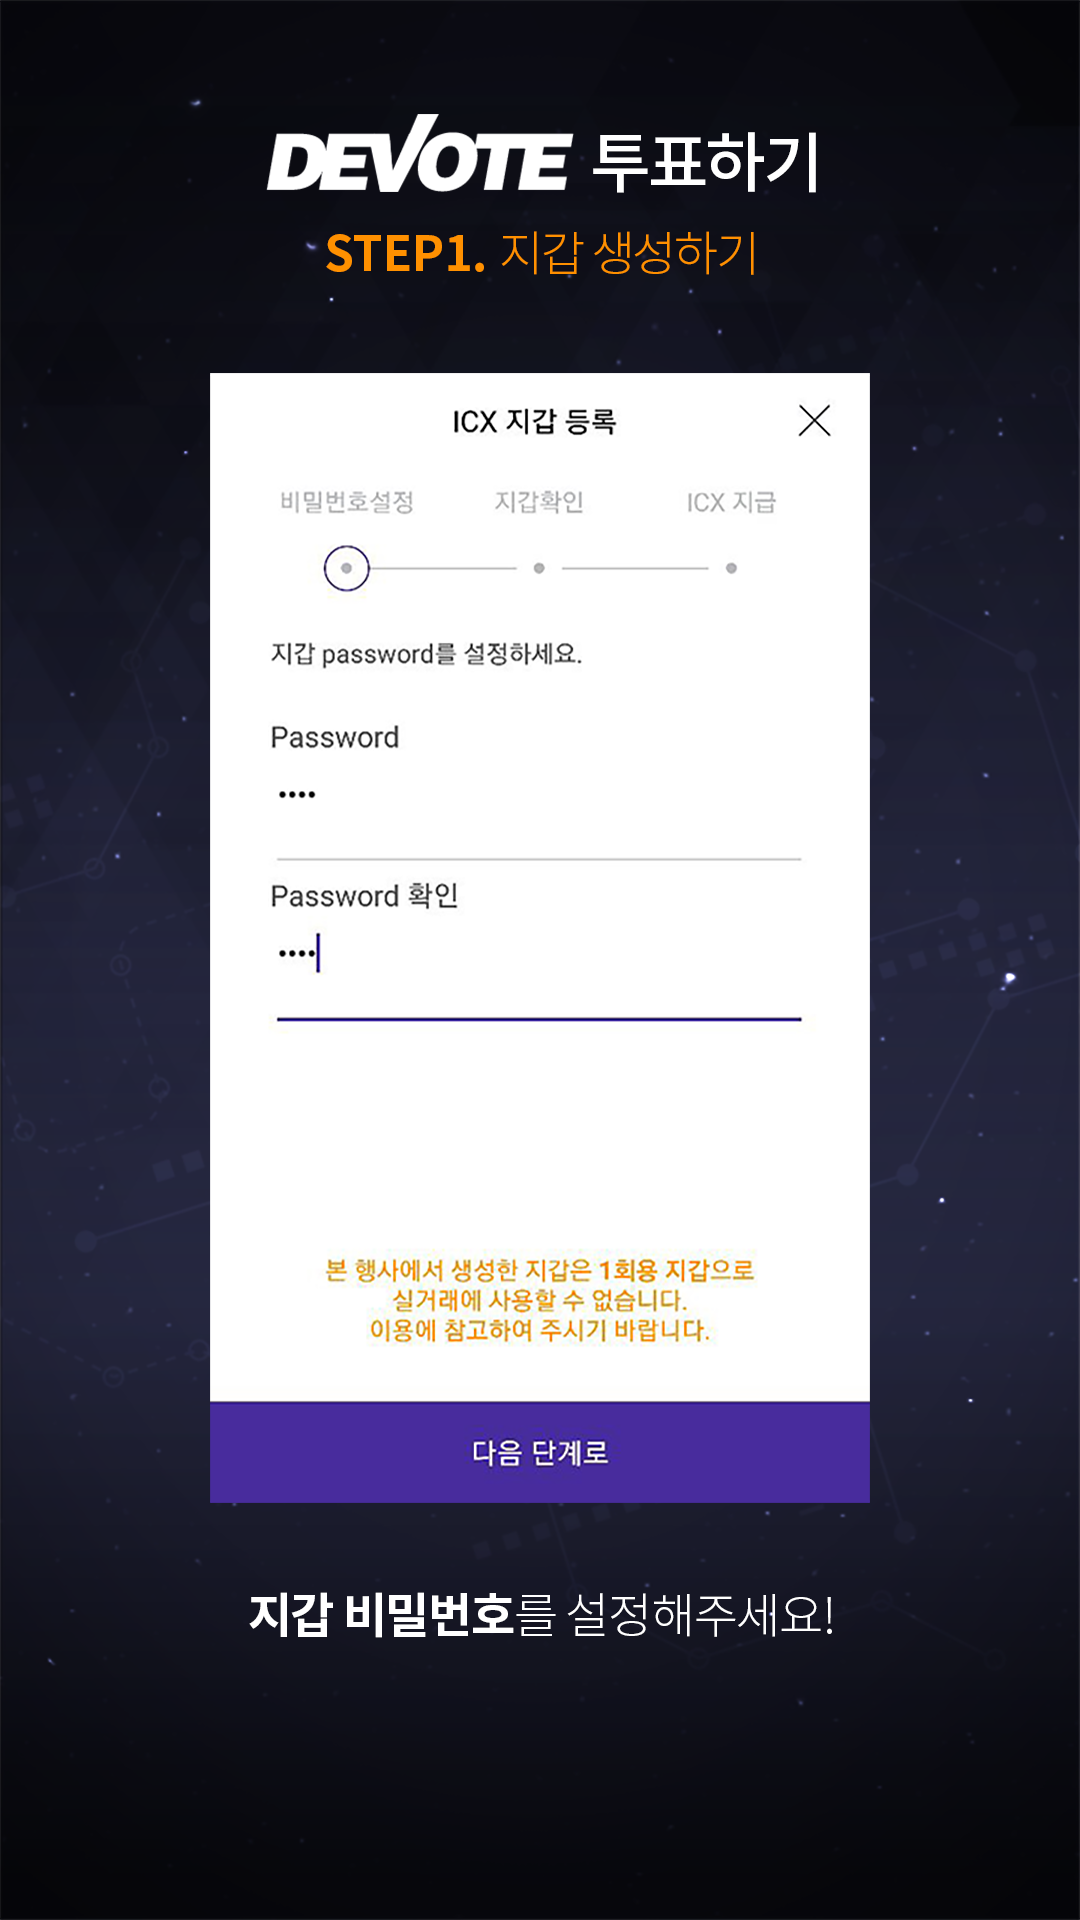 DEVOTE 투표하기
STEP1. 지갑 생성하기
ICX 지갑 등록
비밀번호설정 지갑확인 ICX 지급
지갑 password를 설정하세요.
Password
••••
Password 확인
••••
본 행사에서 생성한 지갑은 1회용 지갑으로
실거래에 사용할 수 없습니다.
이용에 참고하여 주시기 바랍니다.
다음 단계로
지갑 비밀번호를 설정해주세요!